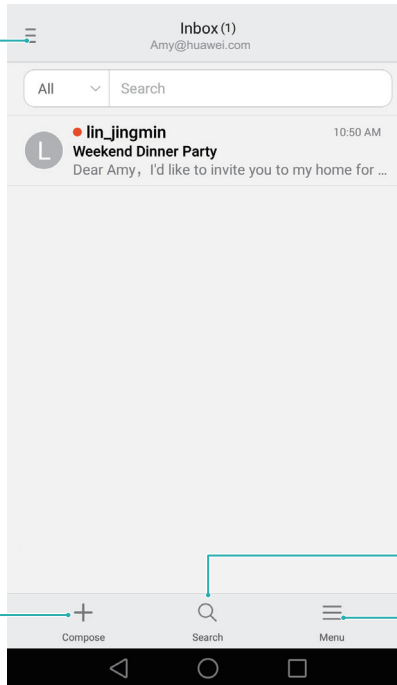 Inbox (1)
Amy@huawei.com
All Search
L
lin_jingmin 10:50 AM
Weekend Dinner Party
Dear Amy，I'd like to invite you to my home for ...
Compose Search Menu